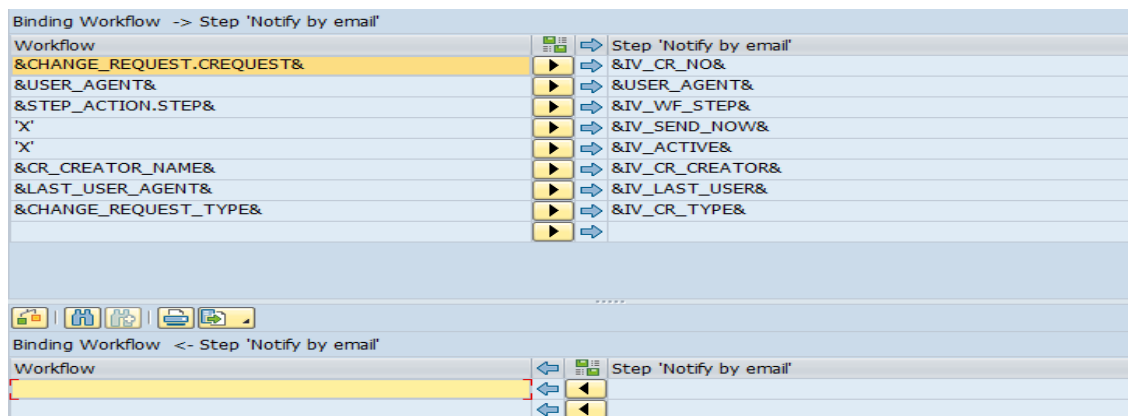 Binding Workflow -> Step 'Notify by email'
Workflow Step 'Notify by email'
&CHANGE_REQUEST.CREQUEST& &IV_CR_NO&
&USER_AGENT& &USER_AGENT&
&STEP_ACTION.STEP& &IV_WF_STEP&
'X' &IV_SEND_NOW&
'X' &IV_ACTIVE&
&CR_CREATOR_NAME& &IV_CR_CREATOR&
&LAST_USER_AGENT& &IV_LAST_USER&
&CHANGE_REQUEST_TYPE& &IV_CR_TYPE&
Binding Workflow <- Step 'Notify by email'
Workflow Step 'Notify by email'